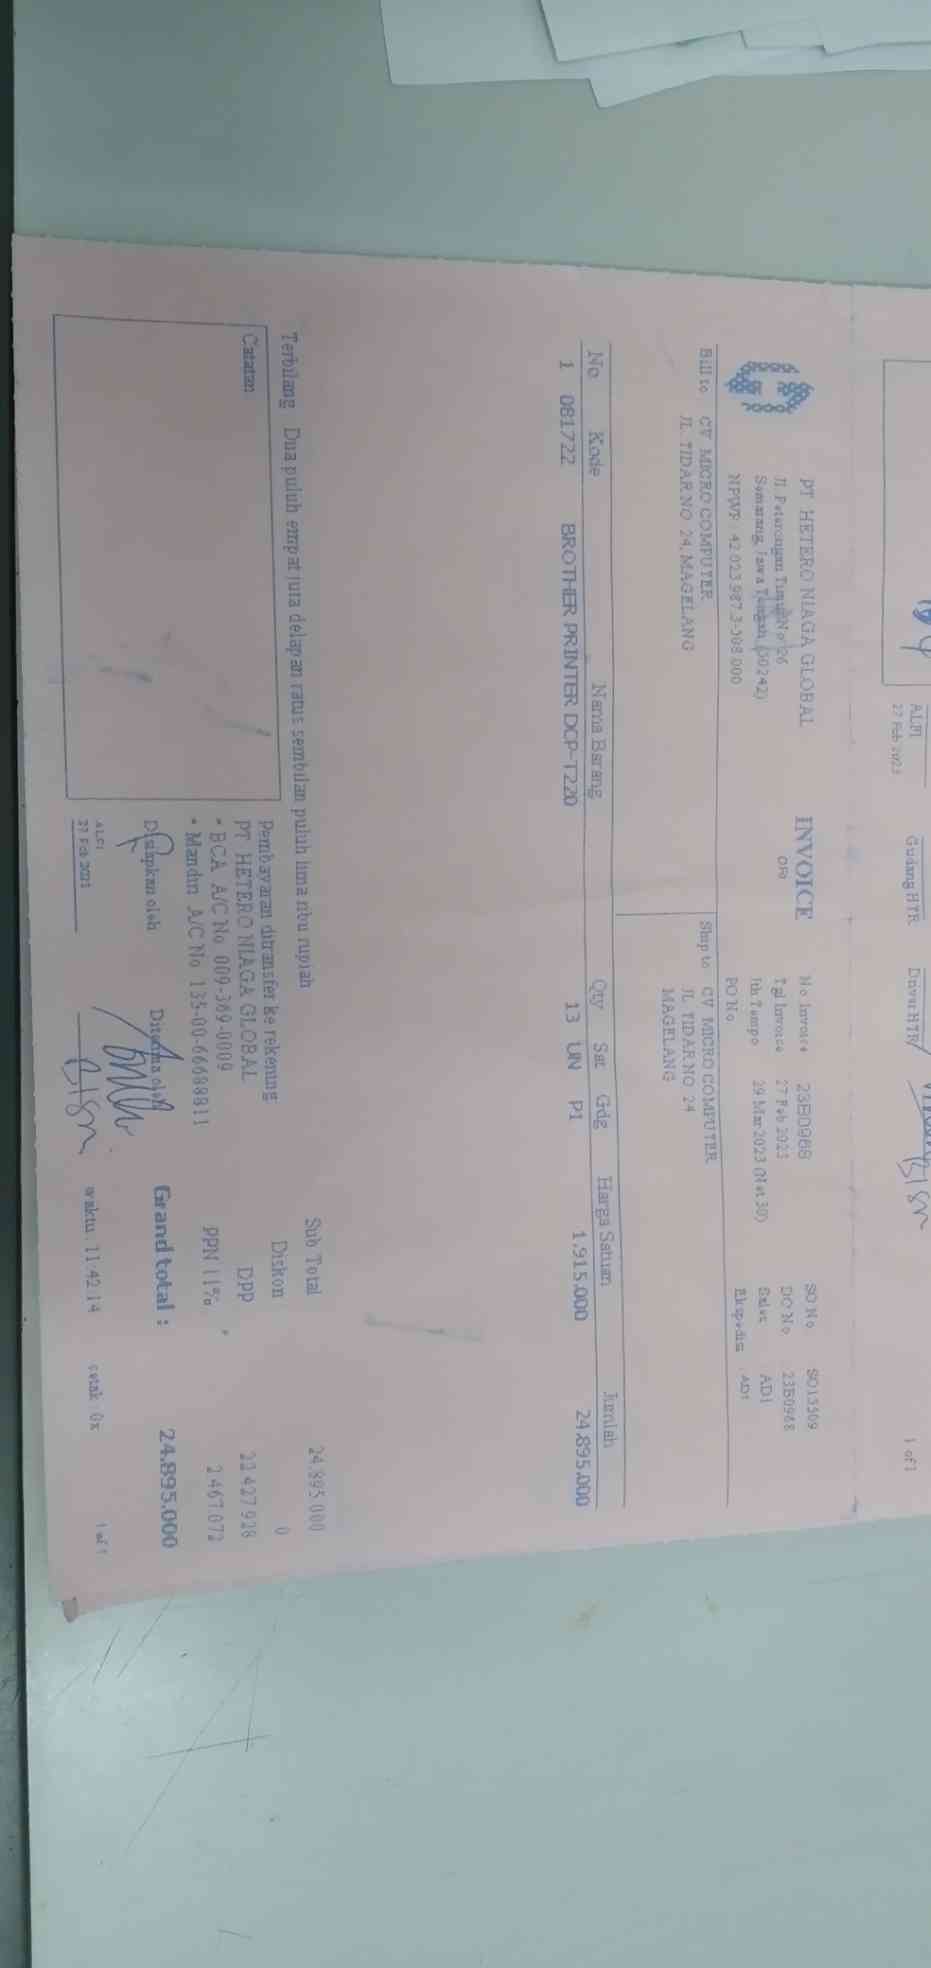 ALFI
27 Feb 2023
Gudang HTR
Driver HTR
1 of 1
PT HETERO NIAGA GLOBAL
Jl. Peterongan Timur No 26
Semarang, Jawa Tengah (50242)
NPWP : 42.023.987.3-508.000
INVOICE
No Invoice 23B0968
Tgl Invoice 27 Feb 2023
Jth Tempo 29 Mar 2023 (Net 30)
PO No
SO No SO13509
DO No 23B0968
Sales ADI
Ekspedisi : ADI
Bill to CV MICRO COMPUTER
JL. TIDAR NO 24, MAGELANG
Ship to CV MICRO COMPUTER
JL TIDAR NO 24
MAGELANG
No Kode Nama Barang Qty Sat Gdg Harga Satuan Jumlah
1 081722 BROTHER PRINTER DCP-T220 13 UN P1 1.915.000 24.895.000
Terbilang Dua puluh empat juta delapan ratus sembilan puluh lima ribu rupiah
Catatan
Pembayaran ditransfer ke rekening
PT HETERO NIAGA GLOBAL
* BCA A/C No 009-369-0009
* Mandiri A/C No 135-00-6668881 1
Disiapkan oleh
Diterima oleh
ALFI
27 Feb 2023
Sub Total 24.895.000
Diskon 0
DPP 22.427.928
PPN 11% 2.467.072
Grand total : 24.895.000
waktu 11:42:14 cetak 0x 1 of 1